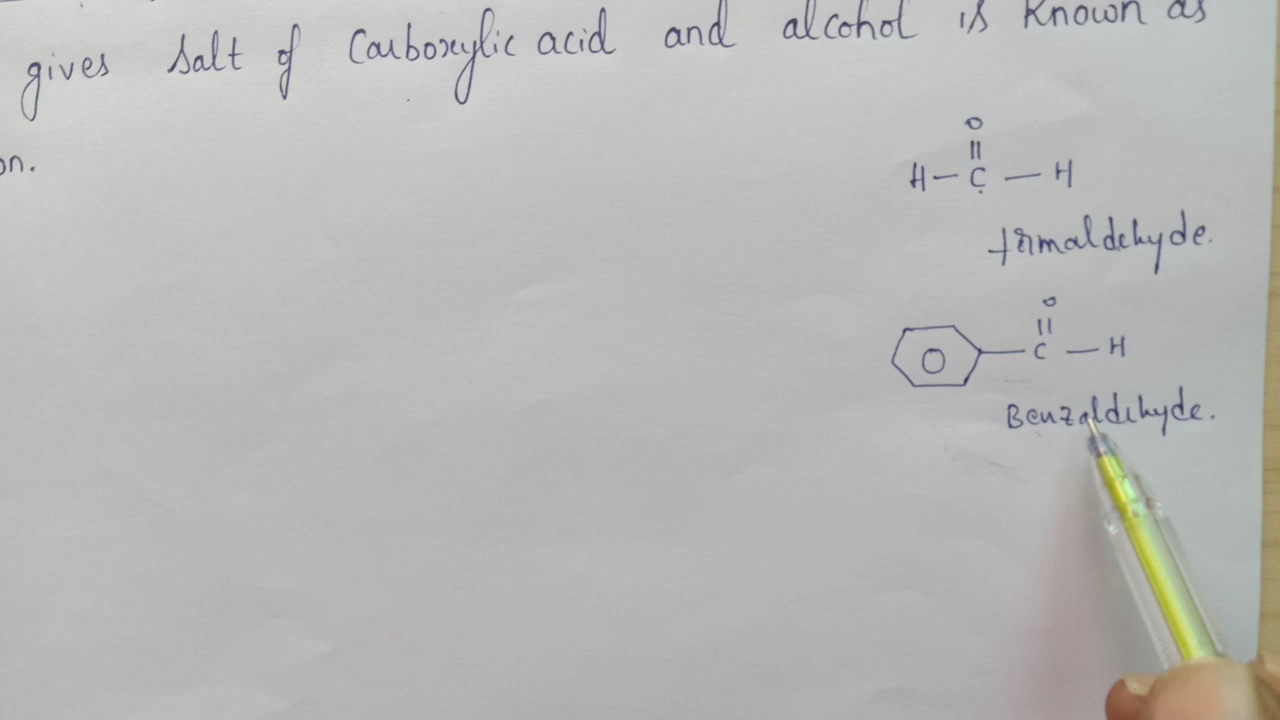 gives salt of Carboxylic acid and alcohol is known as
on.
O
||
H - C - H
formaldehyde.
O
||
C - H
Benzaldehyde.